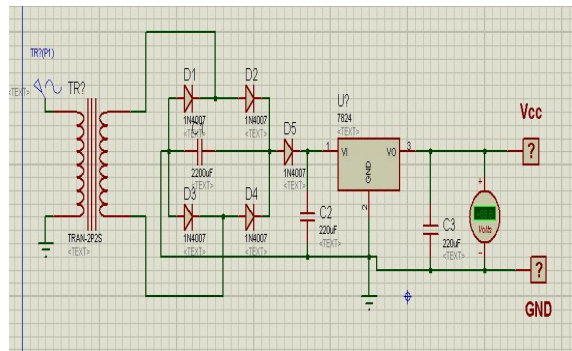 TR?(P1)
<TEXT>
TR?
TRAN-2P2S
<TEXT>
D1
1N4007
<TEXT>
D2
1N4007
<TEXT>
2200uF
<TEXT>
D3
1N4007
<TEXT>
D4
1N4007
<TEXT>
D5
1N4007
<TEXT>
U?
7824
<TEXT>
1
VI
VO
3
GND
2
C2
220uF
<TEXT>
C3
220uF
<TEXT>
+
Volts
-
Vcc
?
?
GND